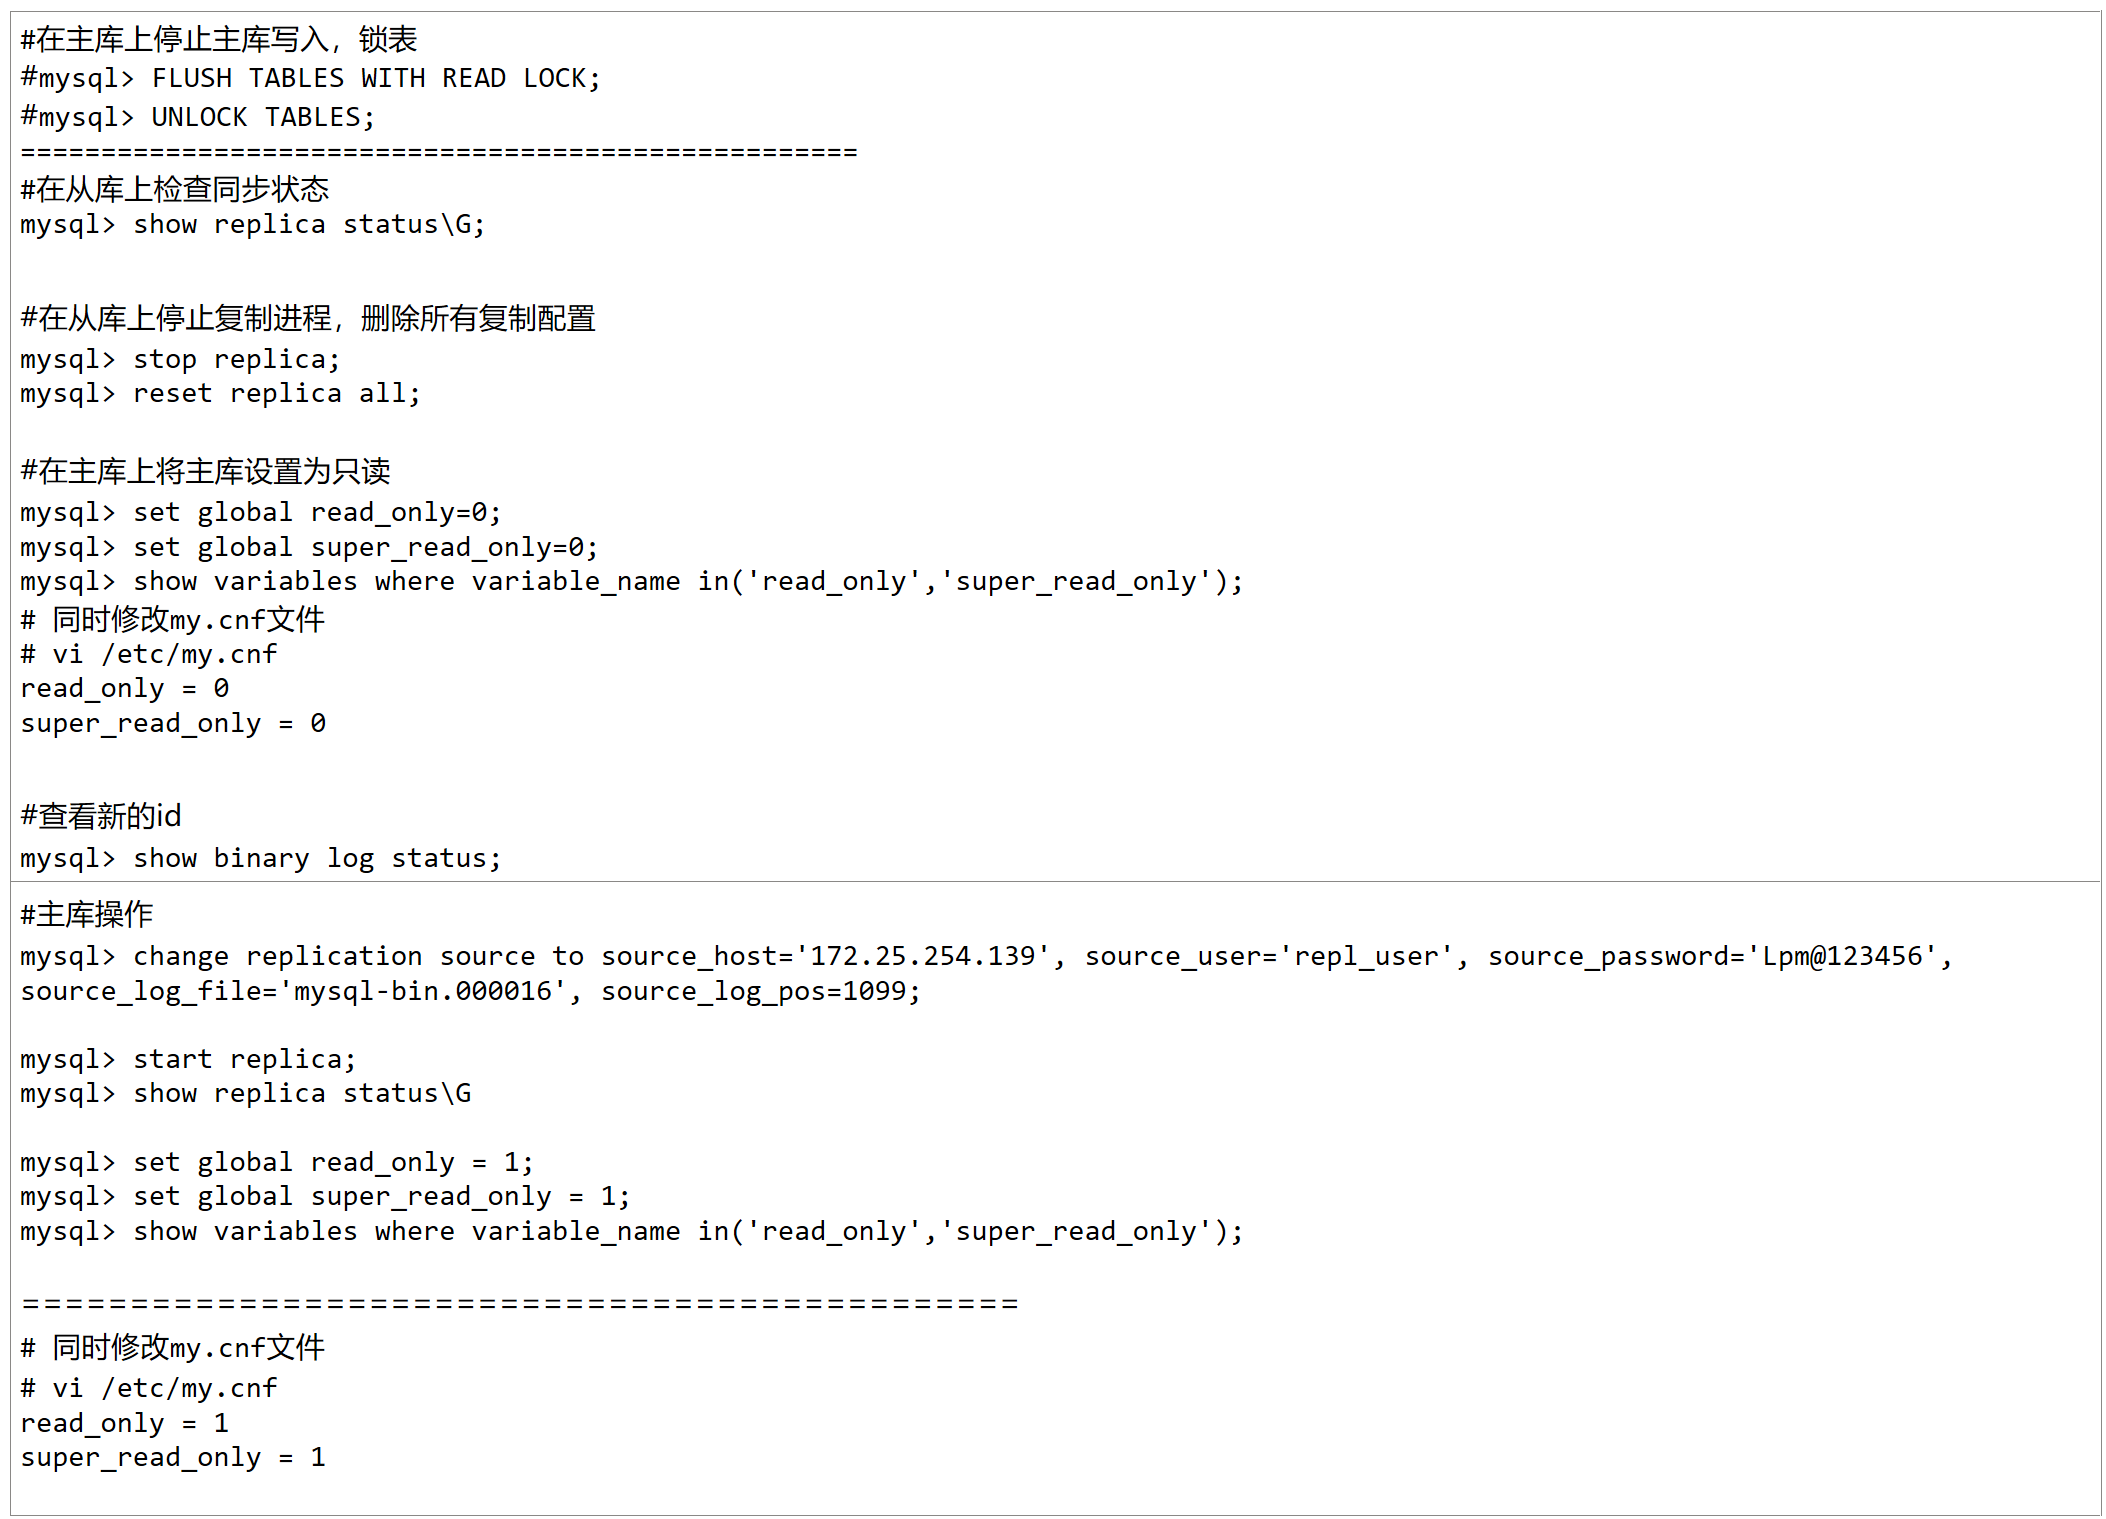 #在主库上停止主库写入，锁表
#mysql> FLUSH TABLES WITH READ LOCK;
#mysql> UNLOCK TABLES;
====================================================
#在从库上检查同步状态
mysql> show replica status\G;
#在从库上停止复制进程，删除所有复制配置
mysql> stop replica;
mysql> reset replica all;
#在主库上将主库设置为只读
mysql> set global read_only=0;
mysql> set global super_read_only=0;
mysql> show variables where variable_name in('read_only','super_read_only');
# 同时修改my.cnf文件
# vi /etc/my.cnf
read_only = 0
super_read_only = 0
#查看新的id
mysql> show binary log status;
#主库操作
mysql> change replication source to source_host='172.25.254.139', source_user='repl_user', source_password='Lpm@123456',
source_log_file='mysql-bin.000016', source_log_pos=1099;
mysql> start replica;
mysql> show replica status\G
mysql> set global read_only = 1;
mysql> set global super_read_only = 1;
mysql> show variables where variable_name in('read_only','super_read_only');
==============================================
# 同时修改my.cnf文件
# vi /etc/my.cnf
read_only = 1
super_read_only = 1